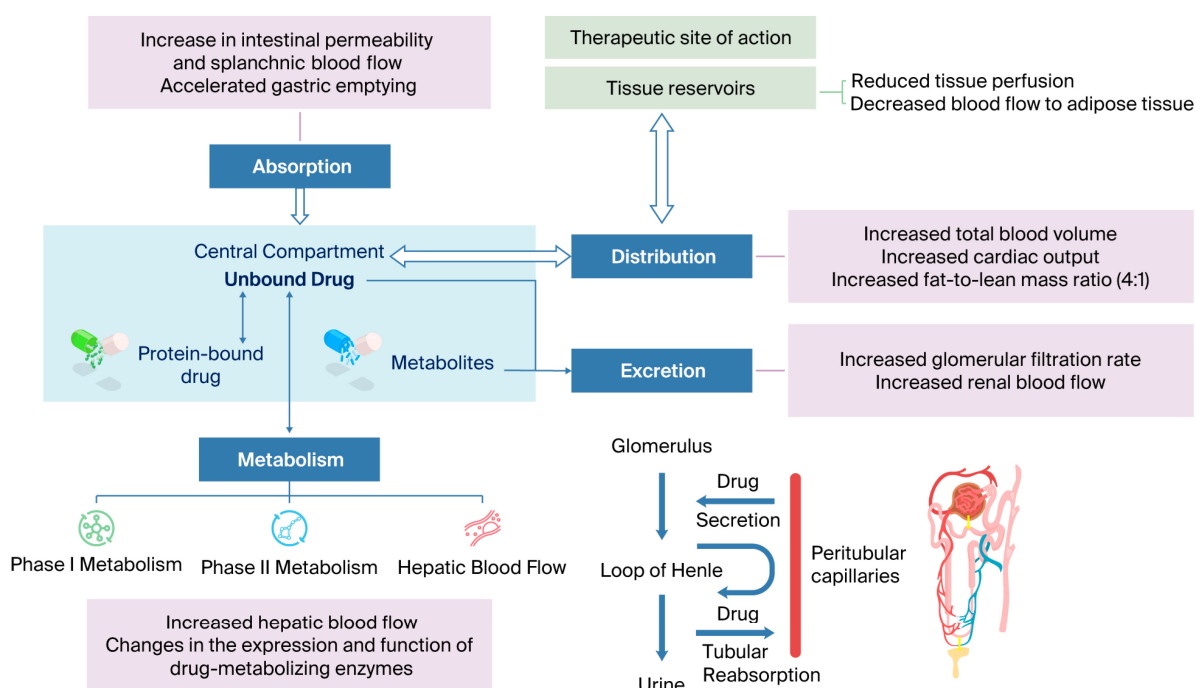 Increase in intestinal permeability
and splanchnic blood flow
Accelerated gastric emptying
Therapeutic site of action
Tissue reservoirs
Reduced tissue perfusion
Decreased blood flow to adipose tissue
Absorption
Central Compartment
Unbound Drug
Distribution
Increased total blood volume
Increased cardiac output
Increased fat-to-lean mass ratio (4:1)
Protein-bound
drug
Metabolites
Excretion
Increased glomerular filtration rate
Increased renal blood flow
Metabolism
Phase I Metabolism
Phase II Metabolism
Hepatic Blood Flow
Increased hepatic blood flow
Changes in the expression and function of
drug-metabolizing enzymes
Glomerulus
Drug
Secretion
Loop of Henle
Peritubular
capillaries
Drug
Tubular
Reabsorption
Urine